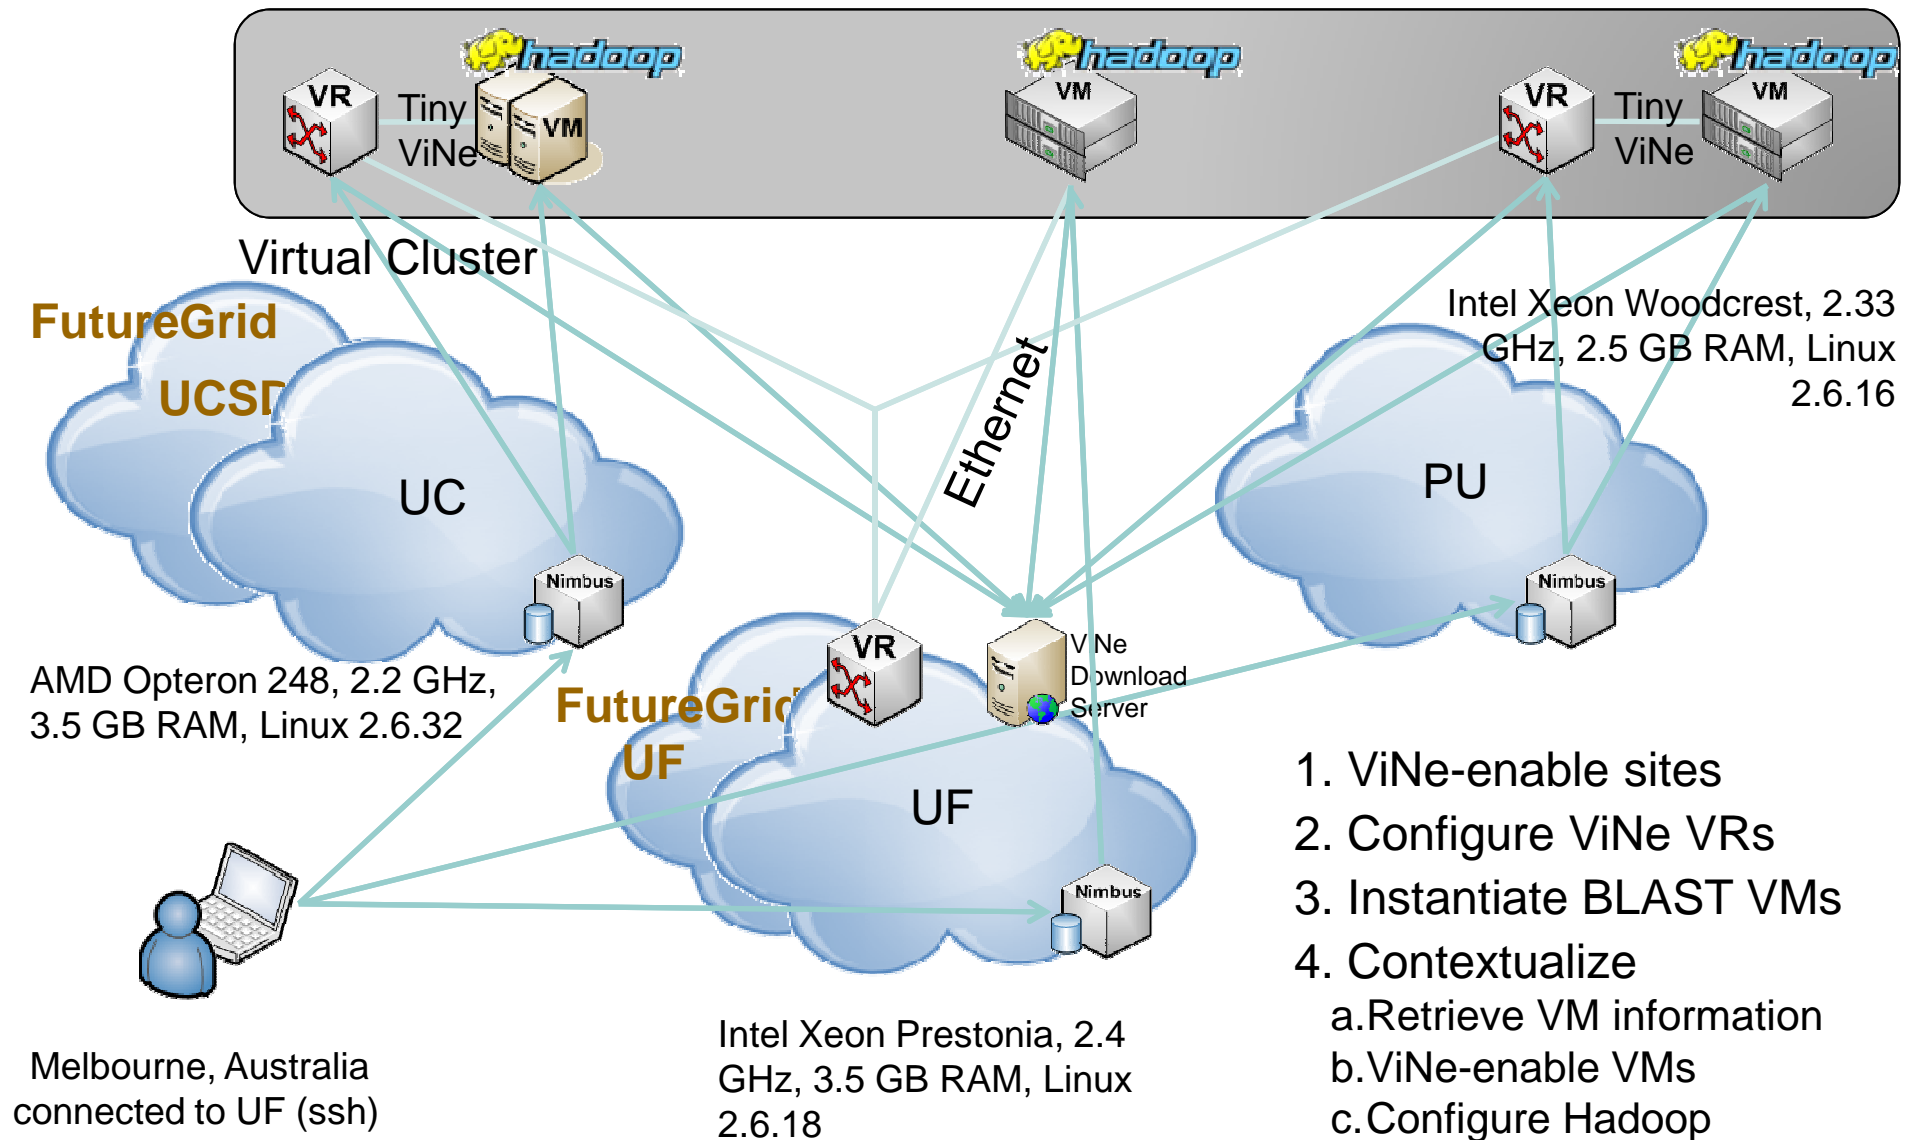 hadoop
hadoop
hadoop
VR
Tiny
ViNe
VM
VM
VR
Tiny
ViNe
VM
Virtual Cluster
FutureGrid
UCSD
UC
Nimbus
Ethernet
Intel Xeon Woodcrest, 2.33
GHz, 2.5 GB RAM, Linux
2.6.16
PU
Nimbus
AMD Opteron 248, 2.2 GHz,
3.5 GB RAM, Linux 2.6.32
FutureGrid
UF
VR
ViNe
Download
Server
UF
Nimbus
Melbourne, Australia
connected to UF (ssh)
Intel Xeon Prestonia, 2.4
GHz, 3.5 GB RAM, Linux
2.6.18
1. ViNe-enable sites
2. Configure ViNe VRs
3. Instantiate BLAST VMs
4. Contextualize
a.Retrieve VM information
b.ViNe-enable VMs
c.Configure Hadoop